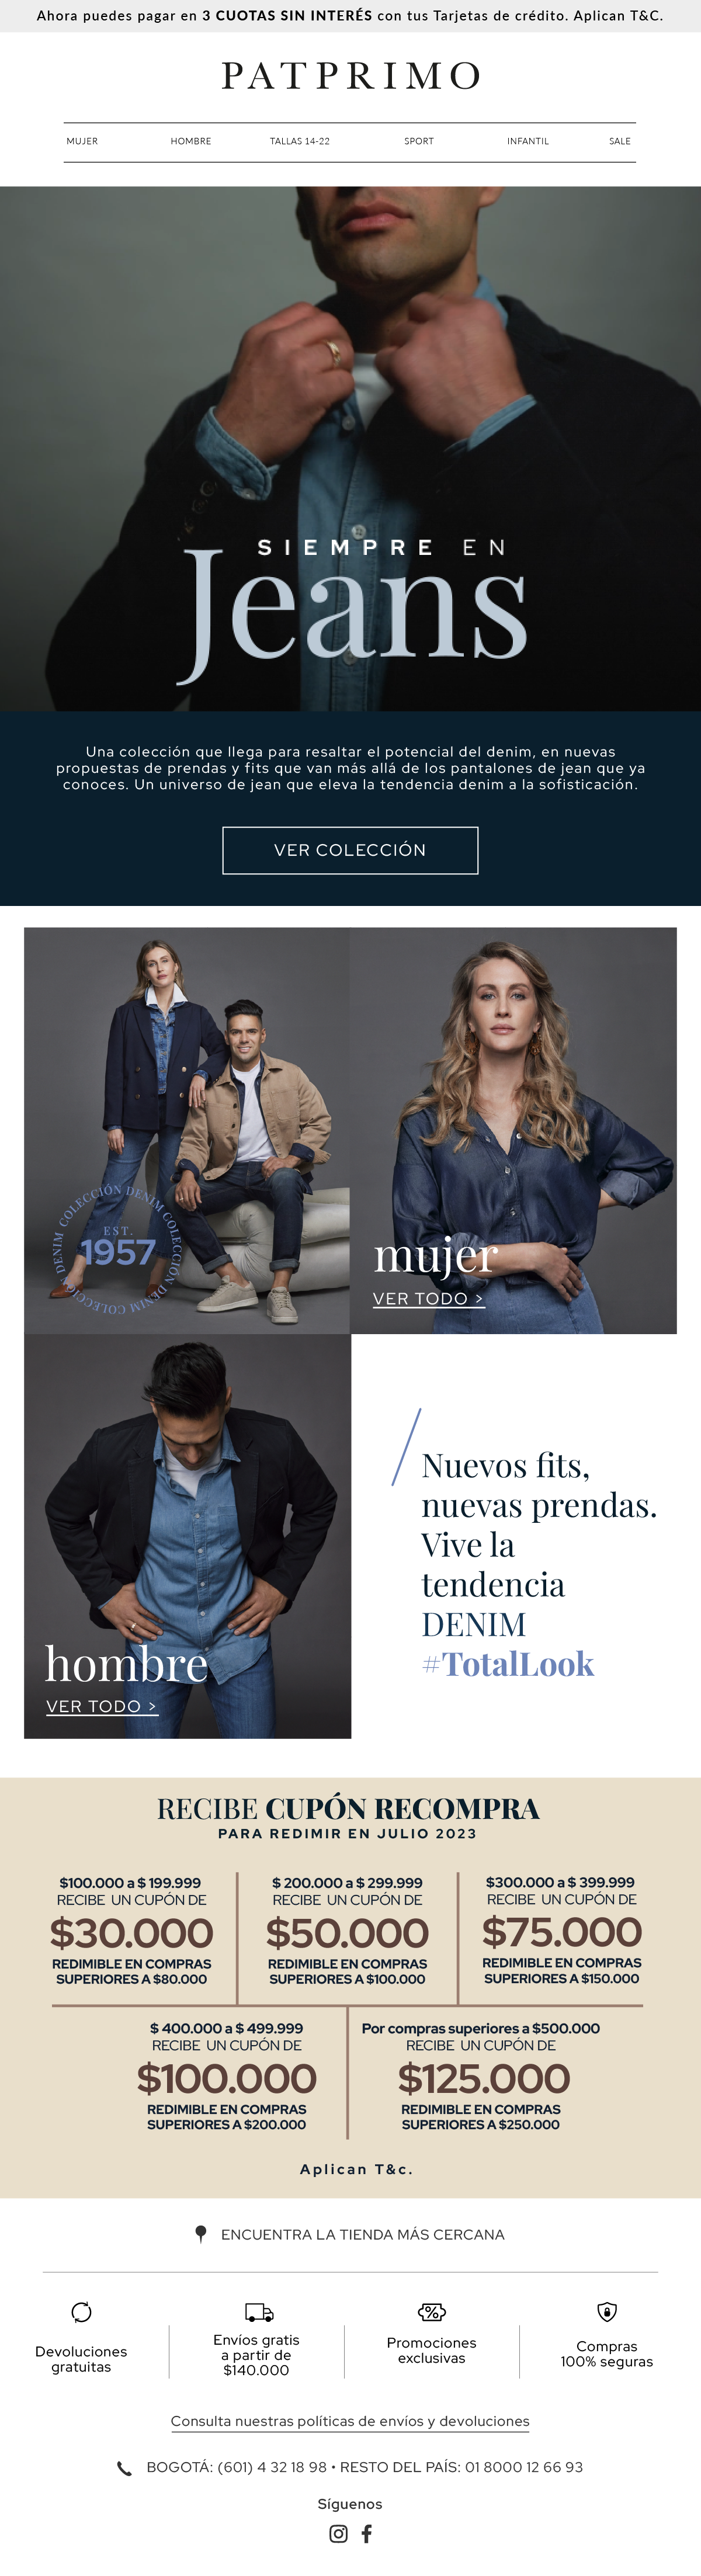 Ahora puedes pagar en 3 CUOTAS SIN INTERÉS con tus Tarjetas de crédito. Aplican T&C.
PATPRIMO
MUJER HOMBRE TALLAS 14-22 SPORT INFANTIL SALE
SIEMPRE EN
Jeans
Una colección que llega para resaltar el potencial del denim, en nuevas
propuestas de prendas y fits que van más allá de los pantalones de jean que ya
conoces. Un universo de jean que eleva la tendencia denim a la sofisticación.
VER COLECCIÓN
COLECCIÓN DENIM COLECCIÓN DENIM COLECCIÓN DENIM
EST.
1957
mujer
VER TODO >
hombre
VER TODO >
Nuevos fits,
nuevas prendas.
Vive la
tendencia
DENIM
#TotalLook
RECIBE CUPÓN RECOMPRA
PARA REDIMIR EN JULIO 2023
$100.000 a $ 199.999
RECIBE UN CUPÓN DE
$30.000
REDIMIBLE EN COMPRAS
SUPERIORES A $80.000
$ 200.000 a $ 299.999
RECIBE UN CUPÓN DE
$50.000
REDIMIBLE EN COMPRAS
SUPERIORES A $100.000
$300.000 a $ 399.999
RECIBE UN CUPÓN DE
$75.000
REDIMIBLE EN COMPRAS
SUPERIORES A $150.000
$ 400.000 a $ 499.999
RECIBE UN CUPÓN DE
$100.000
REDIMIBLE EN COMPRAS
SUPERIORES A $200.000
Por compras superiores a $500.000
RECIBE UN CUPÓN DE
$125.000
REDIMIBLE EN COMPRAS
SUPERIORES A $250.000
Aplican T&c.
ENCUENTRA LA TIENDA MÁS CERCANA
Devoluciones
gratuitas
Envíos gratis
a partir de
$140.000
Promociones
exclusivas
Compras
100% seguras
Consulta nuestras políticas de envíos y devoluciones
BOGOTÁ: (601) 4 32 18 98 • RESTO DEL PAÍS: 01 8000 12 66 93
Síguenos